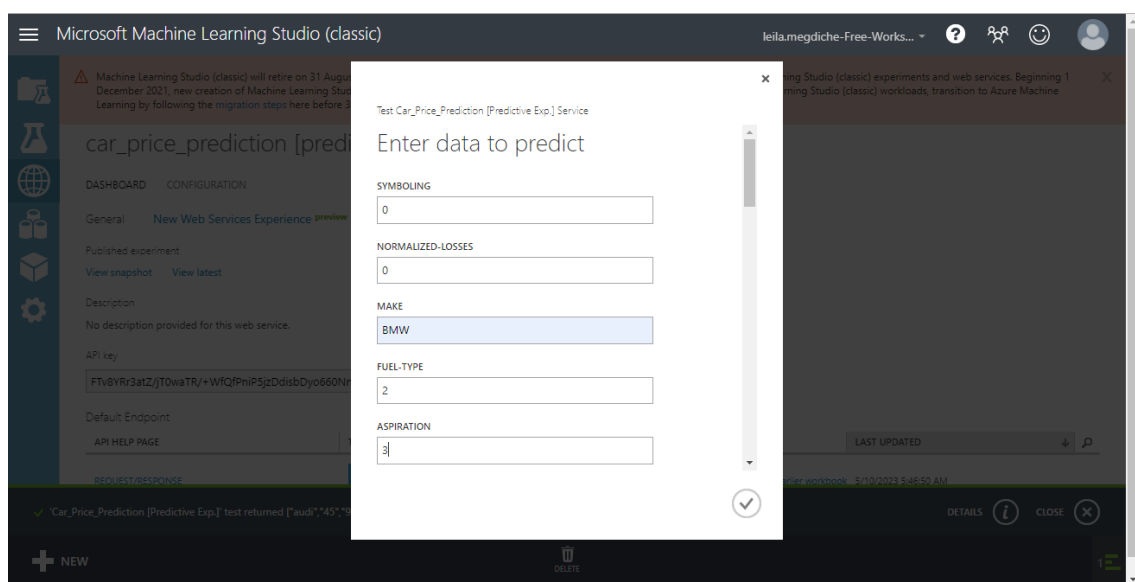 Microsoft Machine Learning Studio (classic)
leila.megdiche-Free-Works...
Machine Learning Studio (classic) will retire on 31 Augu
ning Studio (classic) experiments and web services. Beginning 1
December 2021, new creation of Machine Learning Stud
rning Studio (classic) workloads, transition to Azure Machine
Learning by following the migration steps here before 3
Test Car_Price_Prediction [Predictive Exp.] Service
car_price_prediction [predi
Enter data to predict
DASHBOARD CONFIGURATION
SYMBOLING
0
General New Web Services Experience preview
NORMALIZED-LOSSES
Published experiment
0
View snapshot View latest
MAKE
Description
BMW
No description provided for this web service.
API key
FUEL-TYPE
2
Default Endpoint
ASPIRATION
API HELP PAGE
LAST UPDATED
3
REQUEST/RESPONSE
workbook 5/10/2023 5:46:50 AM
'Car_Price_Prediction [Predictive Exp.]' test returned ["audi","45","9
DETAILS
CLOSE
NEW
DELETE
1